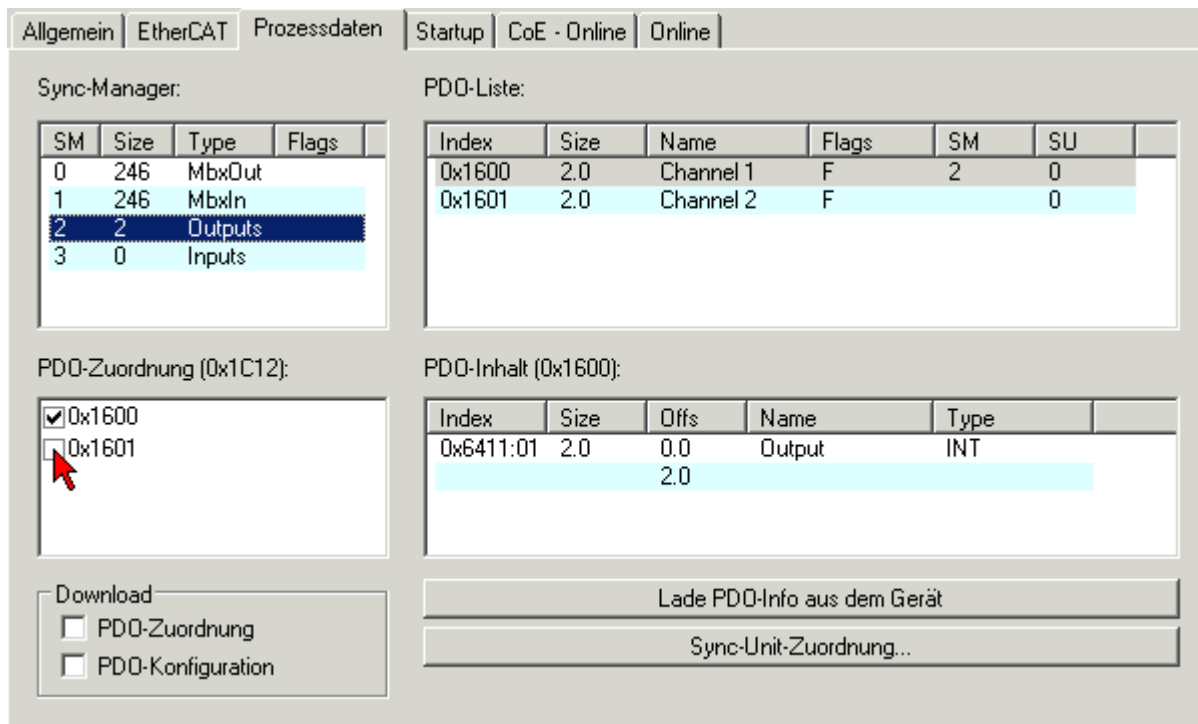 Allgemein EtherCAT Prozessdaten Startup CoE - Online Online
Sync-Manager:
SM Size Type Flags
0 246 MbxOut
1 246 MbxIn
2 2 Outputs
3 0 Inputs
PDO-Liste:
Index Size Name Flags SM SU
0x1600 2.0 Channel 1 F 2 0
0x1601 2.0 Channel 2 F 0
PDO-Zuordnung (0x1C12):
0x1600
0x1601
PDO-Inhalt (0x1600):
Index Size Offs Name Type
0x6411:01 2.0 0.0 Output INT
2.0
Download
PDO-Zuordnung
PDO-Konfiguration
Lade PDO-Info aus dem Gerät
Sync-Unit-Zuordnung...